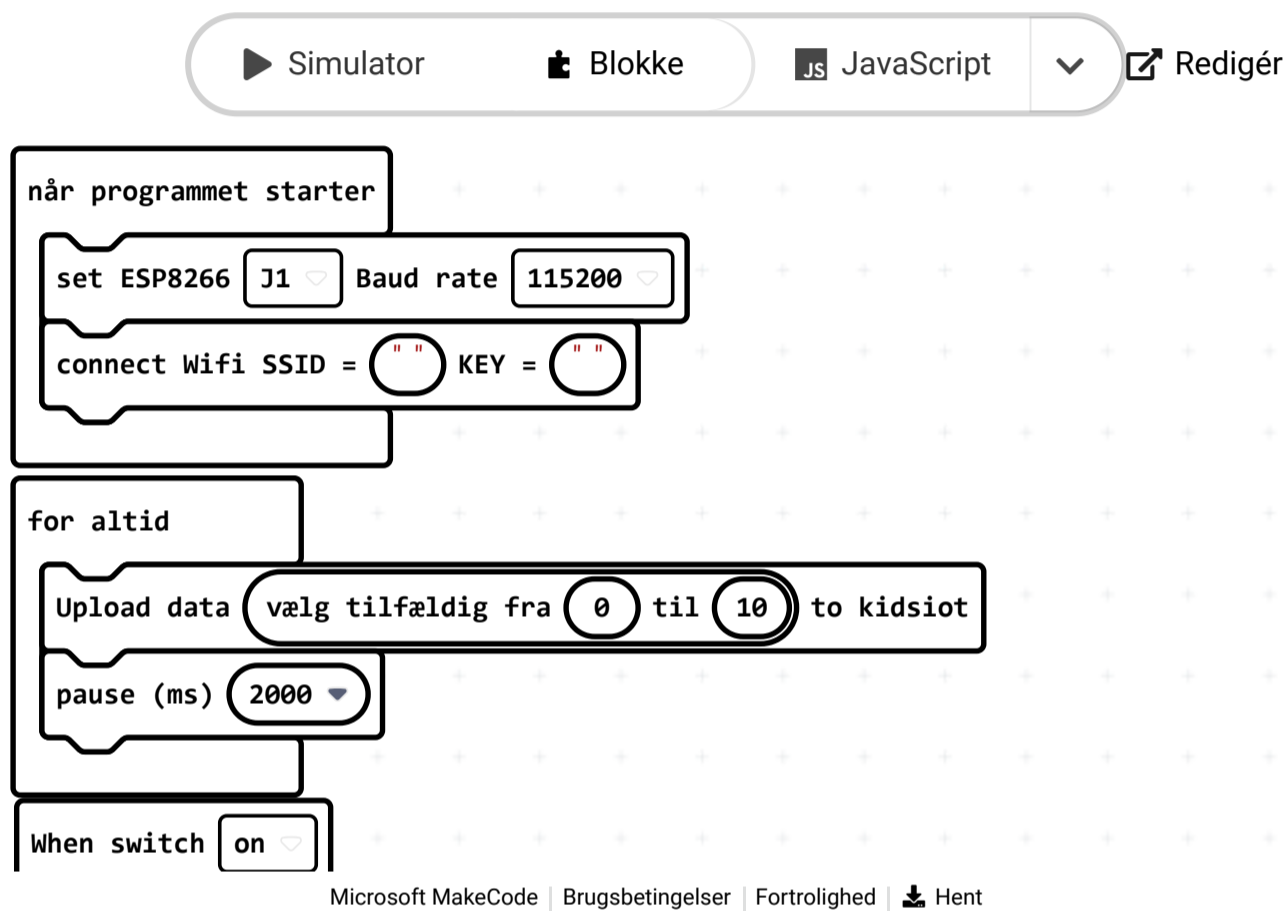 Simulator Blokke JS JavaScript Redigér
når programmet starter
set ESP8266 J1 Baud rate 115200
connect Wifi SSID = " " KEY = " "
for altid
Upload data vælg tilfældig fra 0 til 10 to kidsiot
pause (ms) 2000
When switch on
Microsoft MakeCode Brugsbetingelser Fortrolighed Hent